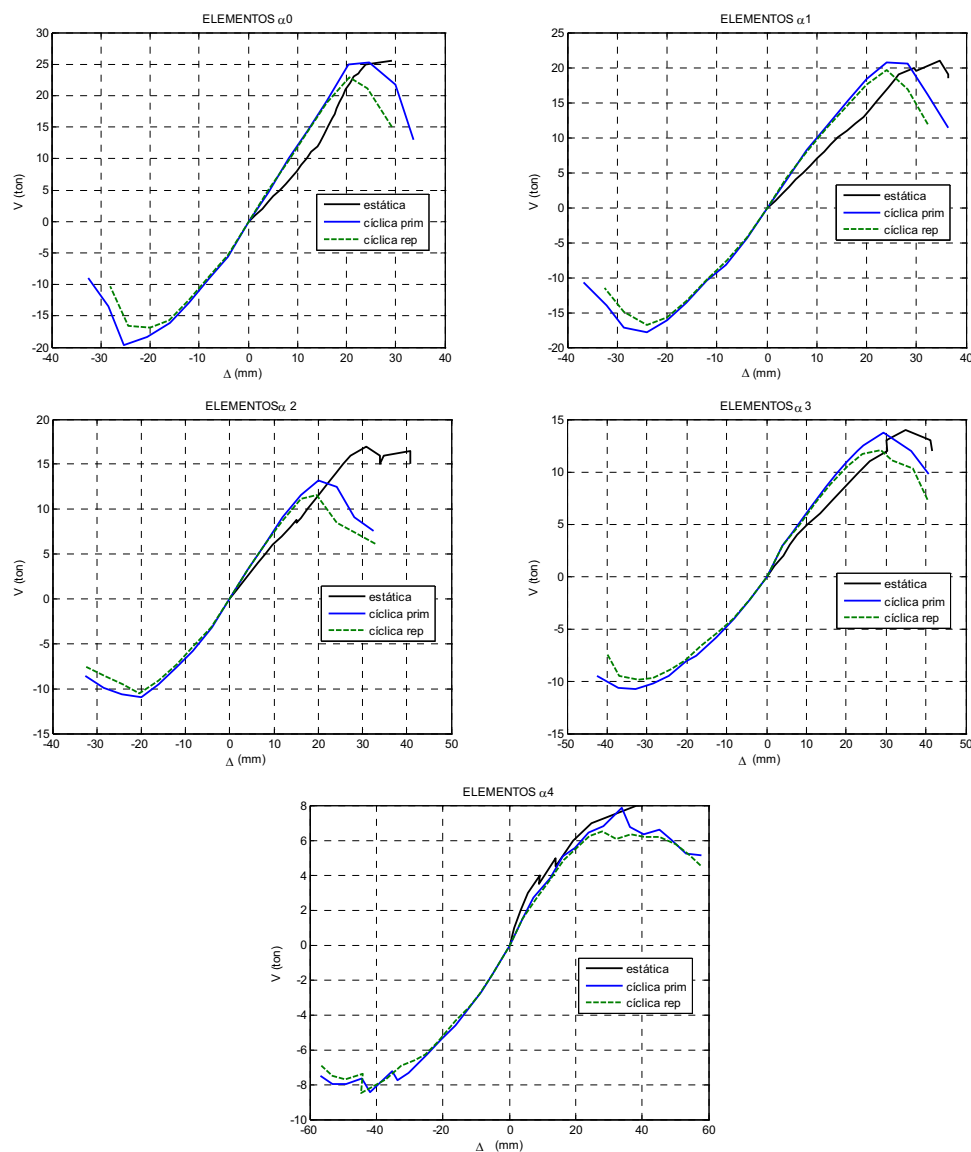 ELEMENTOS α0
30
25
20
15
10
5
0
-5
-10
-15
-20
-40 -30 -20 -10 0 10 20 30 40
V (ton)
Δ (mm)
estática
cíclica prim
cíclica rep
ELEMENTOS α1
25
20
15
10
5
0
-5
-10
-15
-20
-40 -30 -20 -10 0 10 20 30 40
V (ton)
Δ (mm)
estática
cíclica prim
cíclica rep
ELEMENTOSα 2
20
15
10
5
0
-5
-10
-15
-40 -30 -20 -10 0 10 20 30 40 50
V (ton)
Δ (mm)
estática
cíclica prim
cíclica rep
ELEMENTOS α 3
15
10
5
0
-5
-10
-15
-50 -40 -30 -20 -10 0 10 20 30 40 50
V (ton)
Δ (mm)
estática
cíclica prim
cíclica rep
ELEMENTOS α4
8
6
4
2
0
-2
-4
-6
-8
-10
-60 -40 -20 0 20 40 60
V (ton)
Δ (mm)
estática
cíclica prim
cíclica rep